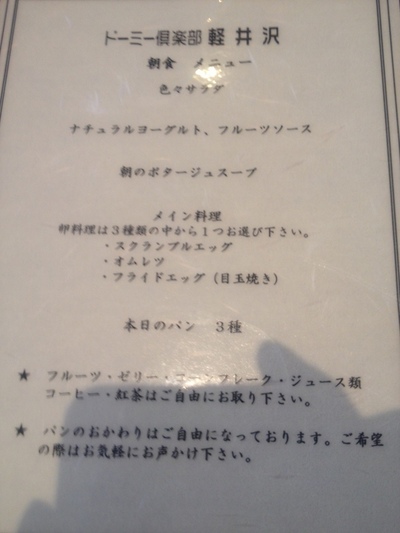 ドーミー倶楽部 軽井沢
朝食 メニュー
色々サラダ
ナチュラルヨーグルト、フルーツソース
朝のポタージュスープ
メイン料理
卵料理は3種類の中から1つお選び下さい。
・スクランブルエッグ
・オムレツ
・フライドエッグ(目玉焼き)
本日のパン 3種
★ フルーツ・ゼリー・フレーク・ジュース類
コーヒー・紅茶はご自由にお取り下さい。
★ パンのおかわりはご自由になっております。ご希望
の際はお気軽にお声かけ下さい。